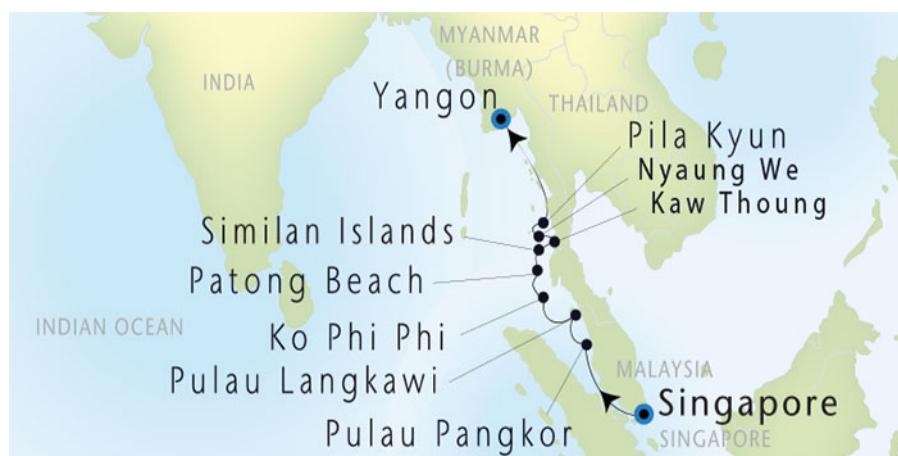 MYANMAR
(BURMA)
INDIA
Yangon
THAILAND
Pila Kyun
Nyaung We
Kaw Thoung
Similan Islands
Patong Beach
INDIAN OCEAN
Ko Phi Phi
Pulau Langkawi
MALAYSIA
Singapore
Pulau Pangkor
SINGAPORE